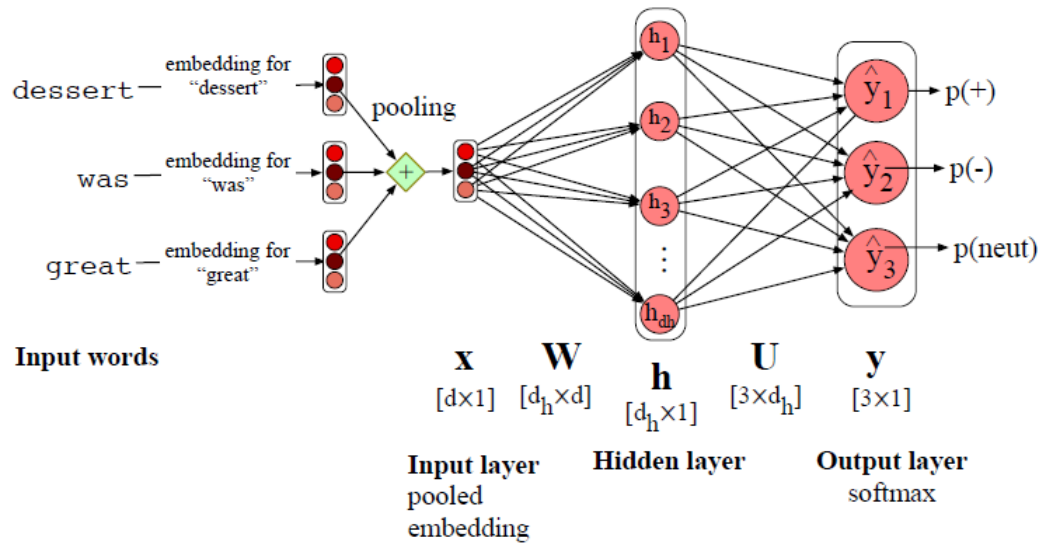 dessert
embedding for
“dessert”
pooling
was
embedding for
“was”
great
embedding for
“great”
+
h1
h2
h3
⋮
hdh
ŷ1
ŷ2
ŷ3
p(+)
p(-)
p(neut)
Input words
x
W
h
U
y
[d×1]
[dh×d]
[dh×1]
[3×dh]
[3×1]
Input layer
pooled
embedding
Hidden layer
Output layer
softmax